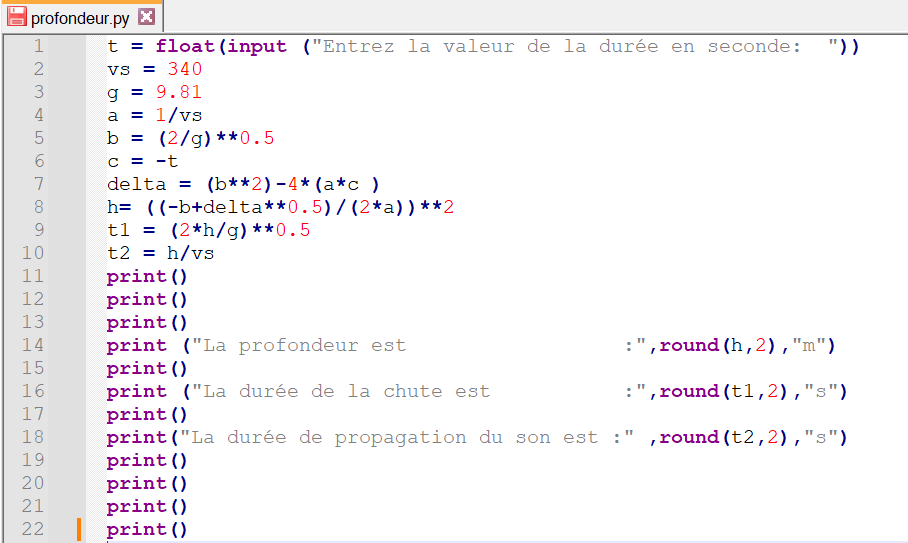 profondeur.py
1 t = float(input ("Entrez la valeur de la durée en seconde:  "))
2 vs = 340
3 g = 9.81
4 a = 1/vs
5 b = (2/g)**0.5
6 c = -t
7 delta = (b**2)-4*(a*c )
8 h= ((-b+delta**0.5)/(2*a))**2
9 t1 = (2*h/g)**0.5
10 t2 = h/vs
11 print()
12 print()
13 print()
14 print ("La profondeur est                  :",round(h,2),"m")
15 print()
16 print ("La durée de la chute est           :",round(t1,2),"s")
17 print()
18 print("La durée de propagation du son est :" ,round(t2,2),"s")
19 print()
20 print()
21 print()
22 print()